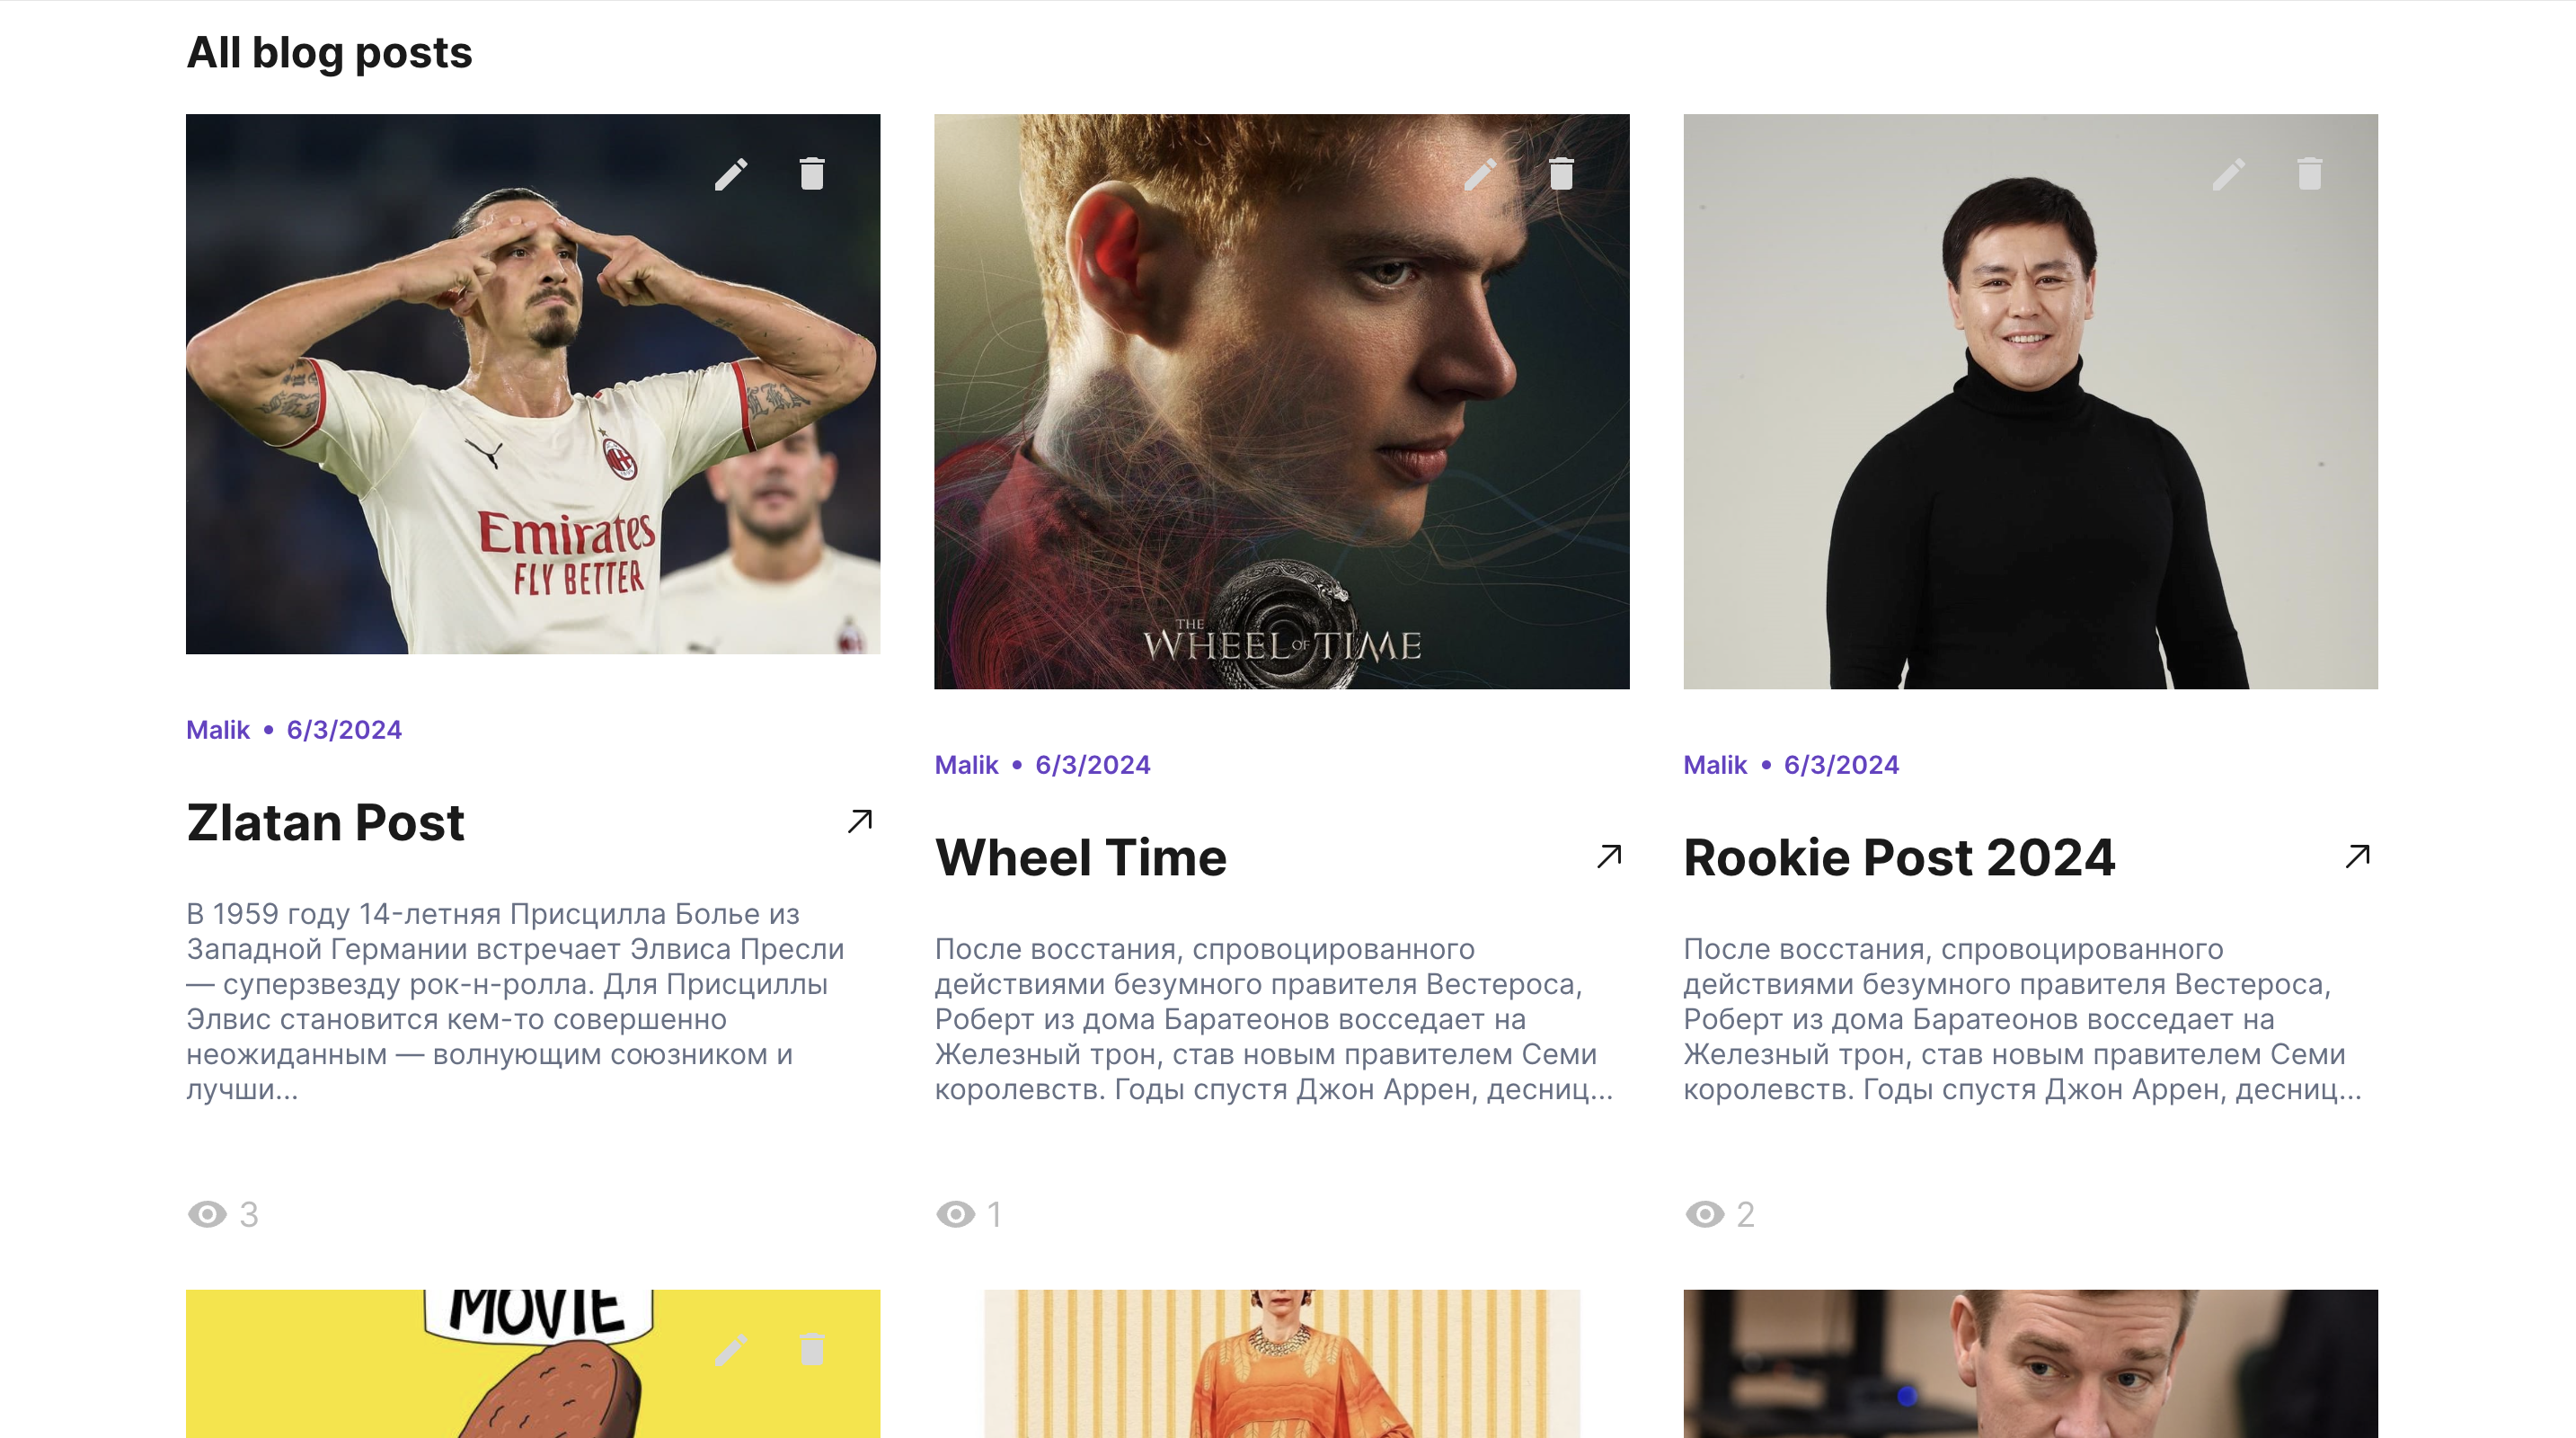 All blog posts
Emirates
FLY BETTER
THE
WHEEL OF TIME
Malik • 6/3/2024
Zlatan Post
В 1959 году 14-летняя Присцилла Болье из
Западной Германии встречает Элвиса Пресли
— суперзвезду рок-н-ролла. Для Присциллы
Элвис становится кем-то совершенно
неожиданным — волнующим союзником и
лучши...
3
Malik • 6/3/2024
Wheel Time
После восстания, спровоцированного
действиями безумного правителя Вестероса,
Роберт из дома Баратеонов восседает на
Железный трон, став новым правителем Семи
королевств. Годы спустя Джон Аррен, десниц...
1
Malik • 6/3/2024
Rookie Post 2024
После восстания, спровоцированного
действиями безумного правителя Вестероса,
Роберт из дома Баратеонов восседает на
Железный трон, став новым правителем Семи
королевств. Годы спустя Джон Аррен, десниц...
2
MOVIE